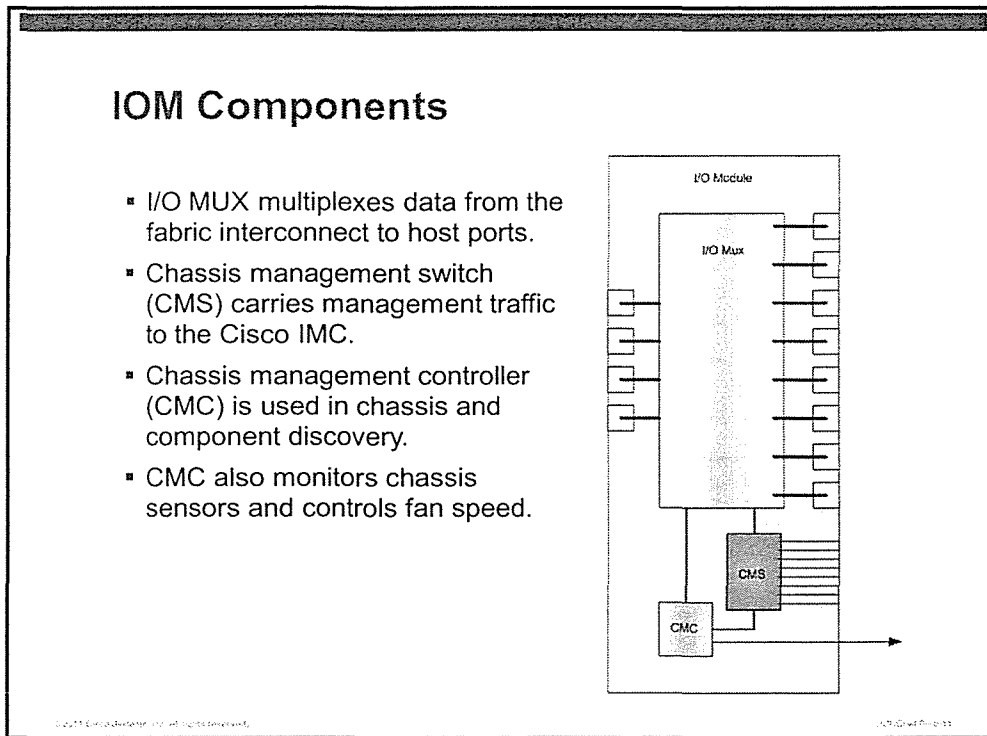 IOM Components
▪ I/O MUX multiplexes data from the
fabric interconnect to host ports.
▪ Chassis management switch
(CMS) carries management traffic
to the Cisco IMC.
▪ Chassis management controller
(CMC) is used in chassis and
component discovery.
▪ CMC also monitors chassis
sensors and controls fan speed.
I/O Module
I/O Mux
CMS
CMC